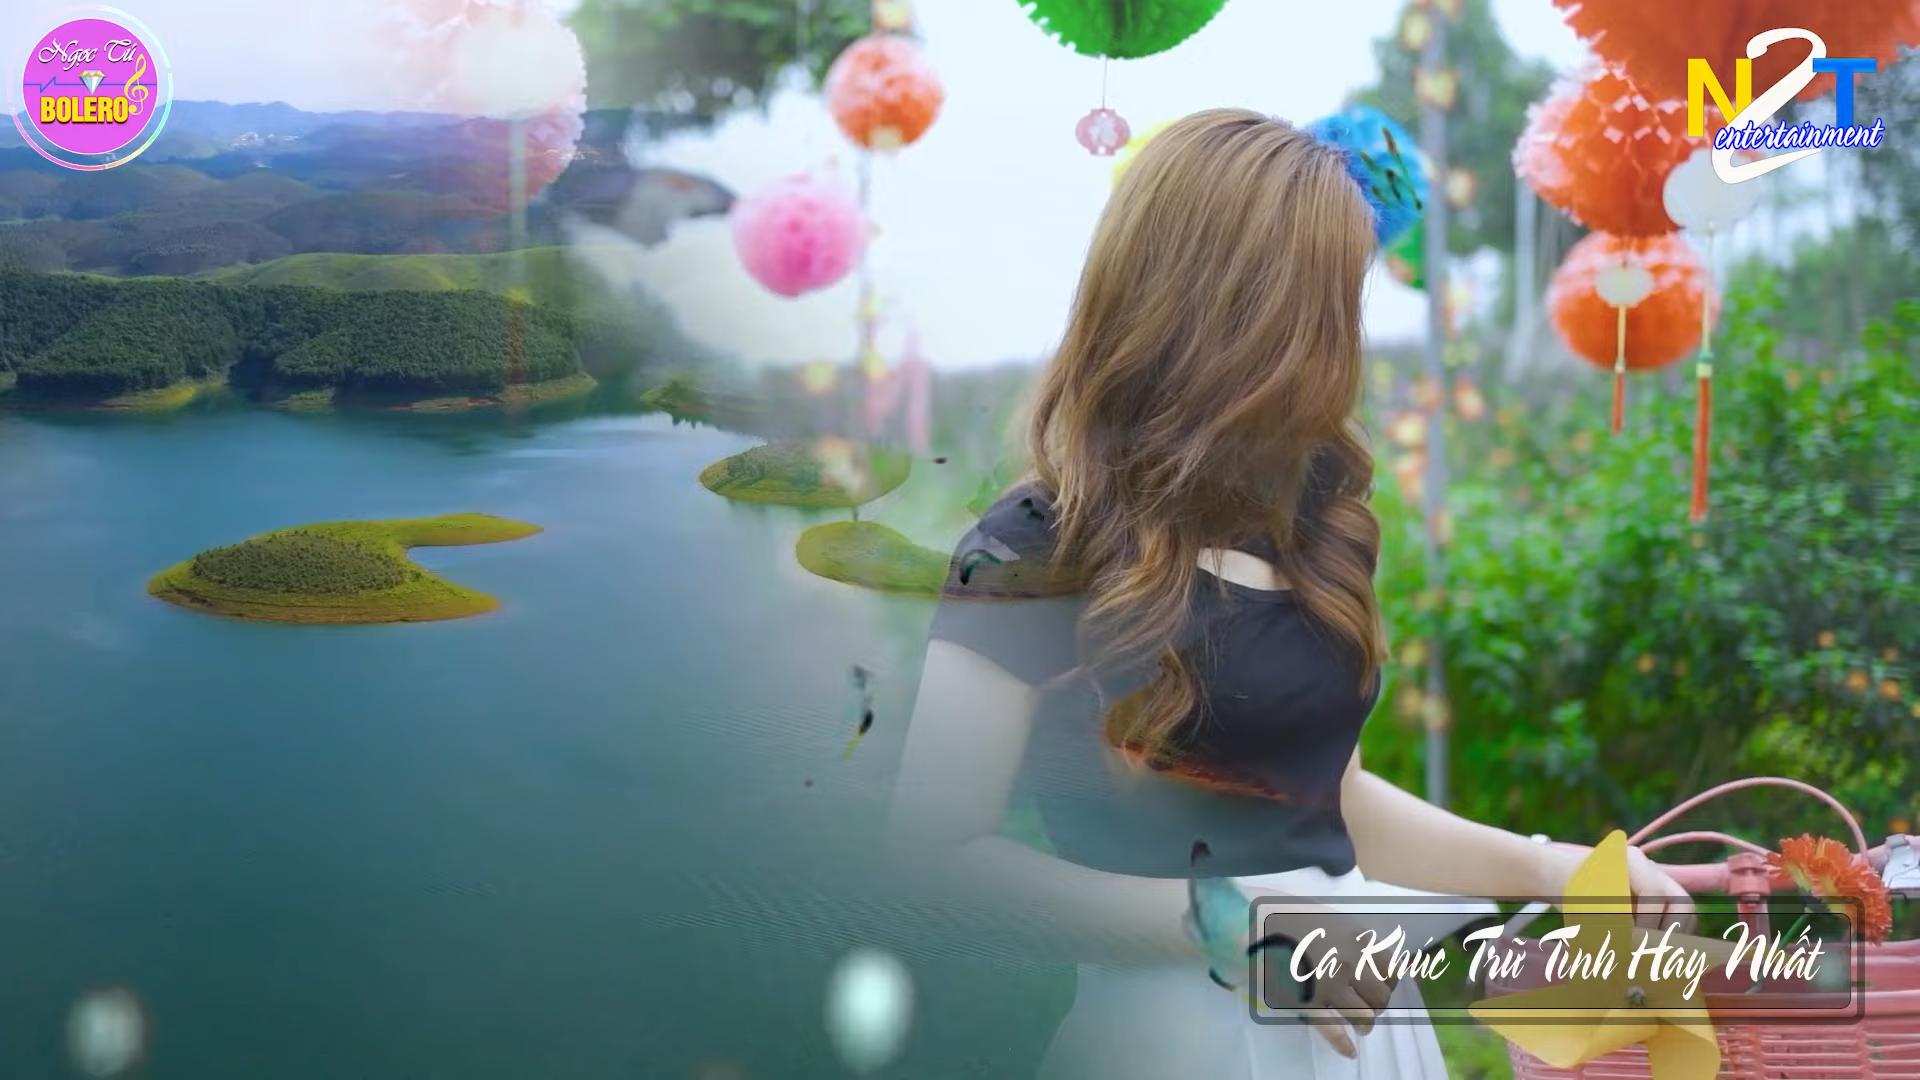 Ngọc Tú
BOLERO
N2T
entertainment
Ca Khúc Trữ Tình Hay Nhất